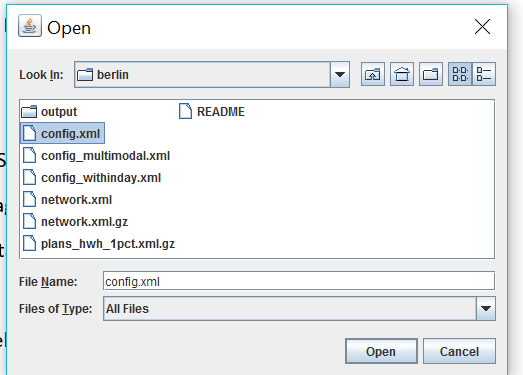 Open
Look In: berlin
output
config.xml
config_multimodal.xml
config_withinday.xml
network.xml
network.xml.gz
plans_hwh_1pct.xml.gz
README
File Name: config.xml
Files of Type: All Files
Open Cancel